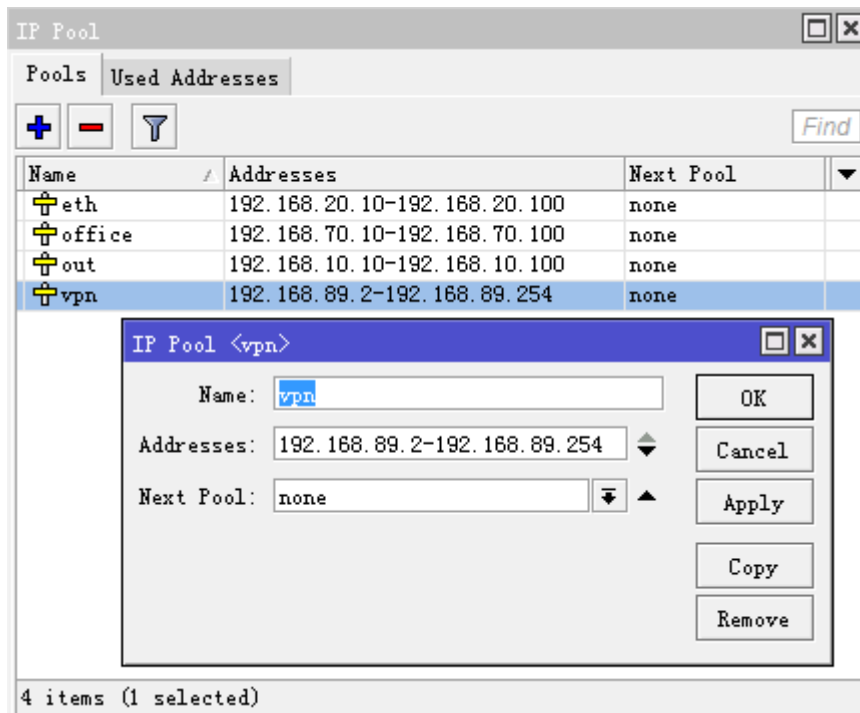 IP Pool
Pools Used Addresses
Find
Name Addresses Next Pool
eth 192.168.20.10-192.168.20.100 none
office 192.168.70.10-192.168.70.100 none
out 192.168.10.10-192.168.10.100 none
vpn 192.168.89.2-192.168.89.254 none
IP Pool <vpn>
Name: vpn OK
Addresses: 192.168.89.2-192.168.89.254 Cancel
Next Pool: none Apply
Copy
Remove
4 items (1 selected)